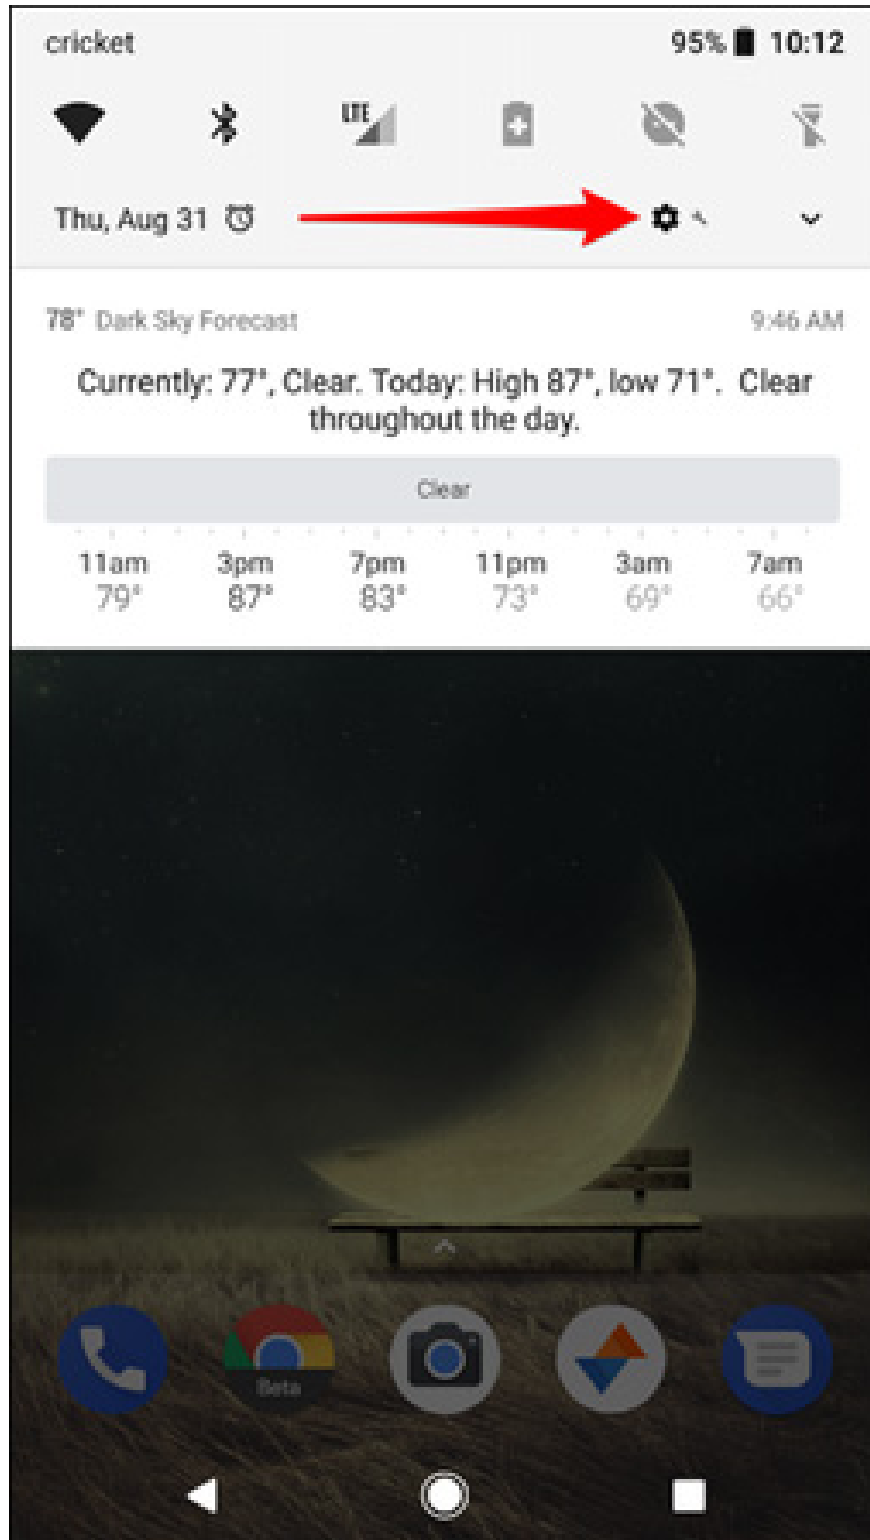 cricket 95% 10:12
LTE
Thu, Aug 31
78° Dark Sky Forecast 9:46 AM
Currently: 77°, Clear. Today: High 87°, low 71°. Clear
throughout the day.
Clear
11am 3pm 7pm 11pm 3am 7am
79° 87° 83° 73° 69° 66°
Beta